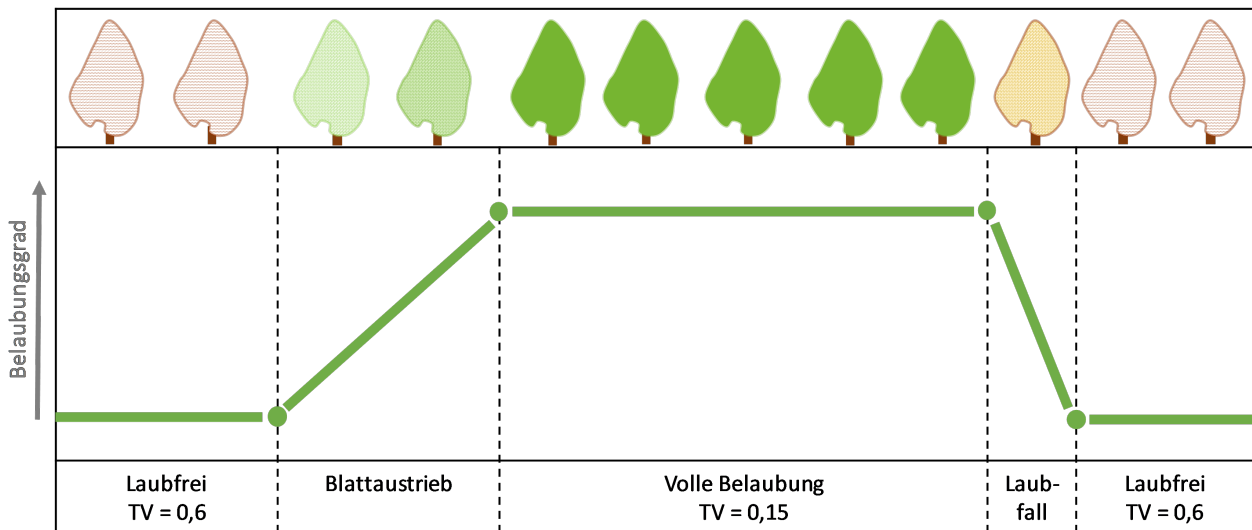 Belaubungsgrad
Laubfrei
TV = 0,6
Blattaustrieb
Volle Belaubung
TV = 0,15
Laub-
fall
Laubfrei
TV = 0,6